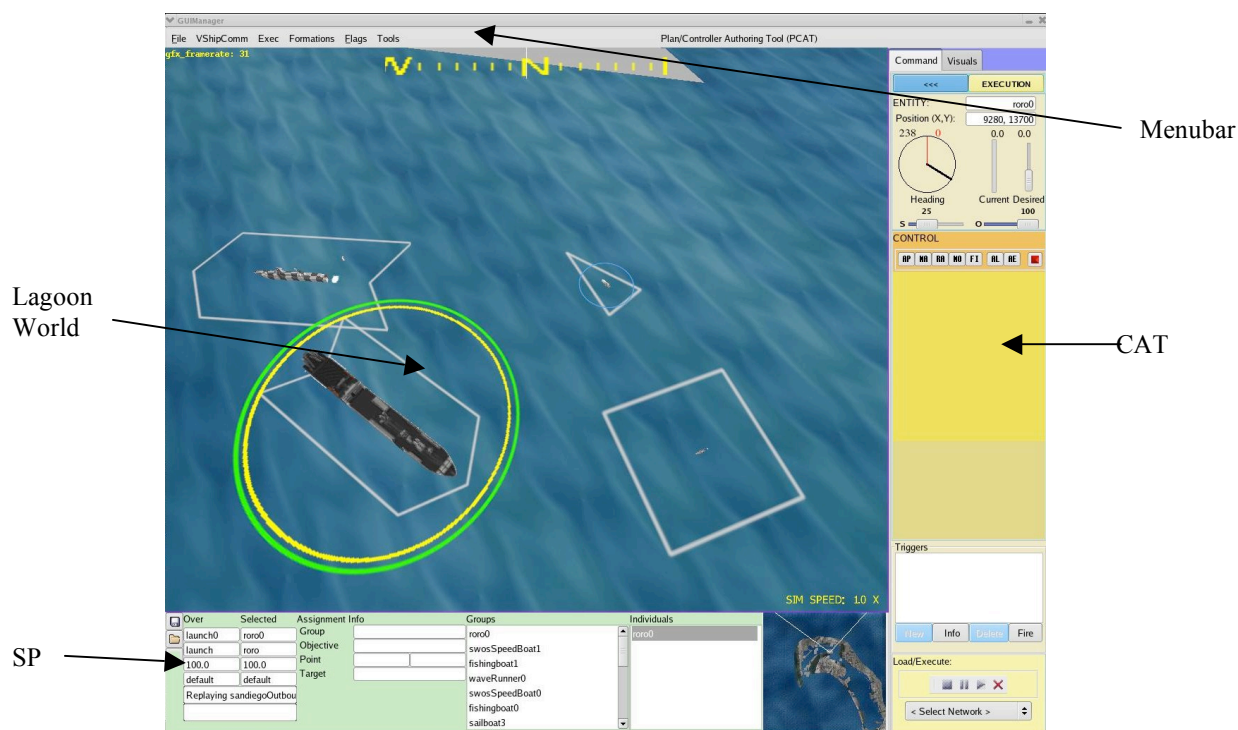 GUIManager
File VShipComm Exec Formations Flags Tools Plan/Controller Authoring Tool (PCAT)
gfx_framerate: 31
N
Command Visuals
<<< EXECUTION
ENTITY: roro0
Position (X,Y): 9280, 13700
238 0 0.0 0.0
Heading Current Desired
25 100
S O
CONTROL
AP NA RA NO FI AL AE
Menubar
Lagoon
World
CAT
SP
SIM SPEED: 1.0 X
Triggers
View Info Delete Fire
Load/Execute:
< Select Network >
Over Selected Assignment Info Groups Individuals
launch0 roro0 Group roro0 roro0
launch roro Objective swosSpeedBoat1
100.0 100.0 Point fishingboat1
default default Target waveRunner0
Replaying sandiegoOutbou swosSpeedBoat0
fishingboat0
sailboat3